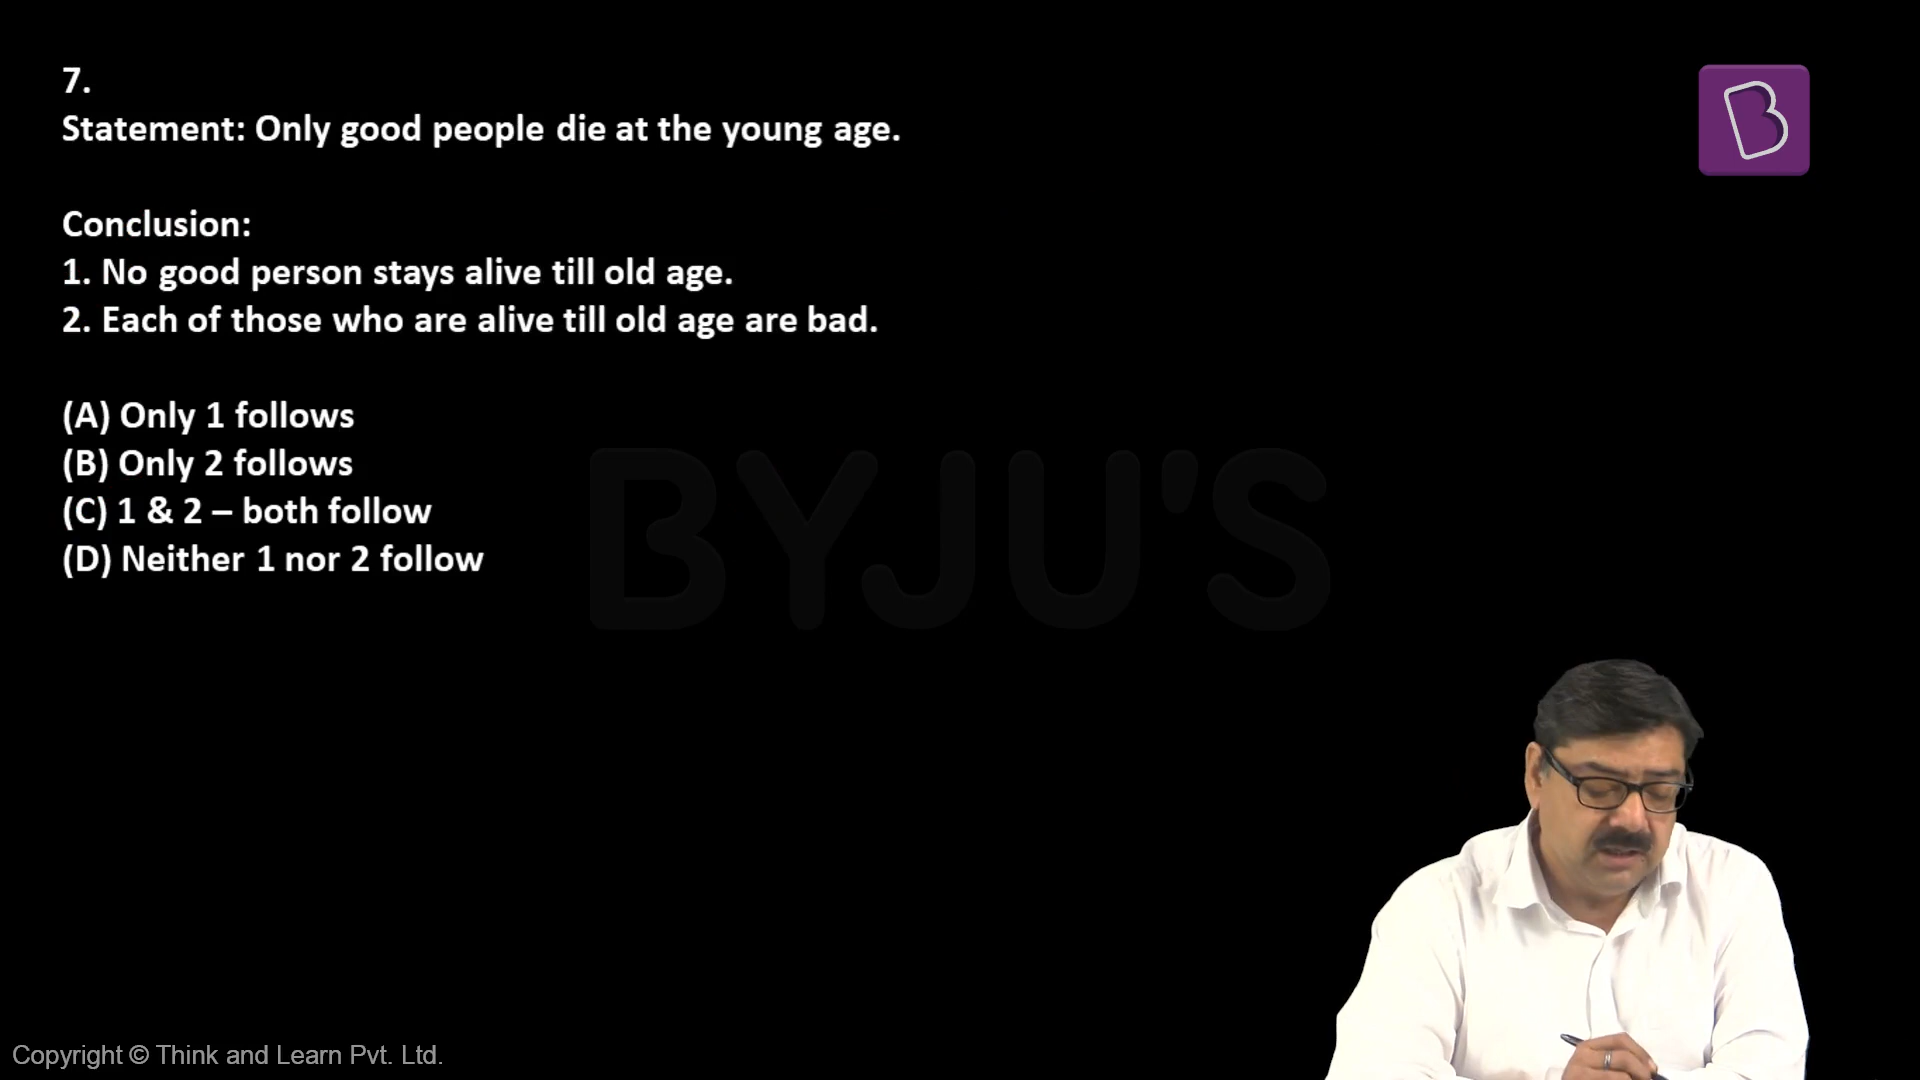 7.
Statement: Only good people die at the young age.
Conclusion:
1. No good person stays alive till old age.
2. Each of those who are alive till old age are bad.
(A) Only 1 follows
(B) Only 2 follows
(C) 1 & 2 – both follow
(D) Neither 1 nor 2 follow
BYJU'S
B
Copyright © Think and Learn Pvt. Ltd.